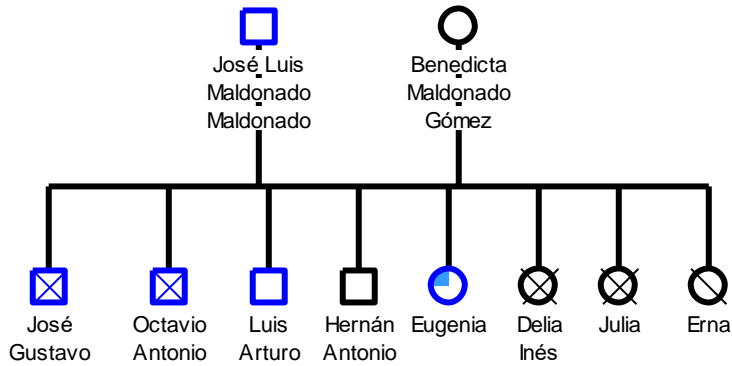 José Luis
Maldonado
Maldonado
Benedicta
Maldonado
Gómez
José
Gustavo
Octavio
Antonio
Luis
Arturo
Hernán
Antonio
Eugenia
Delia
Inés
Julia
Erna